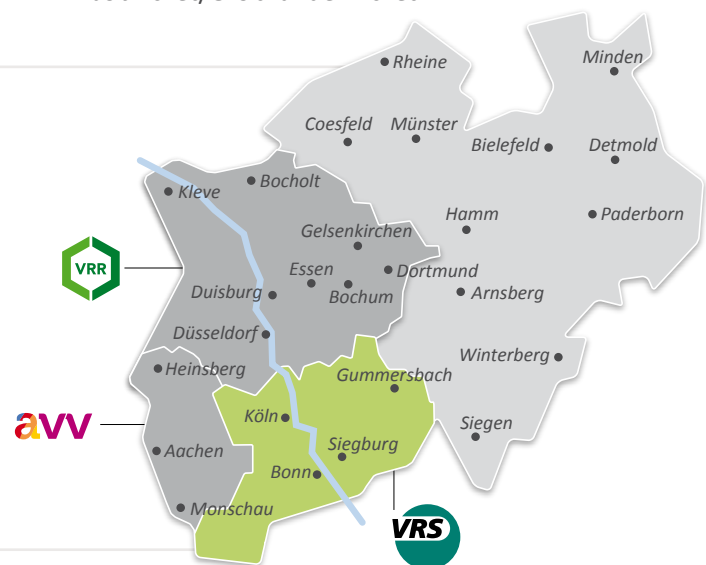 Rheine
Minden
Coesfeld
Münster
Bielefeld
Detmold
Kleve
Bocholt
Hamm
Paderborn
Gelsenkirchen
VRR
Essen
Dortmund
Duisburg
Bochum
Arnsberg
Düsseldorf
Winterberg
Heinsberg
Gummersbach
avv
Köln
Siegen
Aachen
Siegburg
Bonn
Monschau
VRS